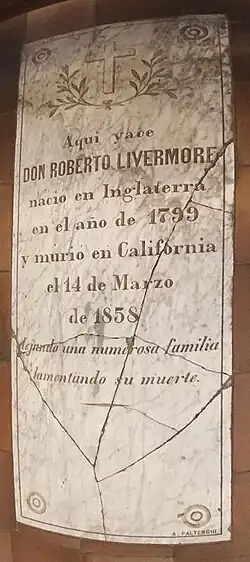 Aqui yace
DON ROBERTO LIVERMORE
nacio en Inglaterra
en el año de 1799
y murio en California
el 14 de Marzo
de 1858
dejando una numerosa familia
lamentando su muerte.
A. PALTENGHI